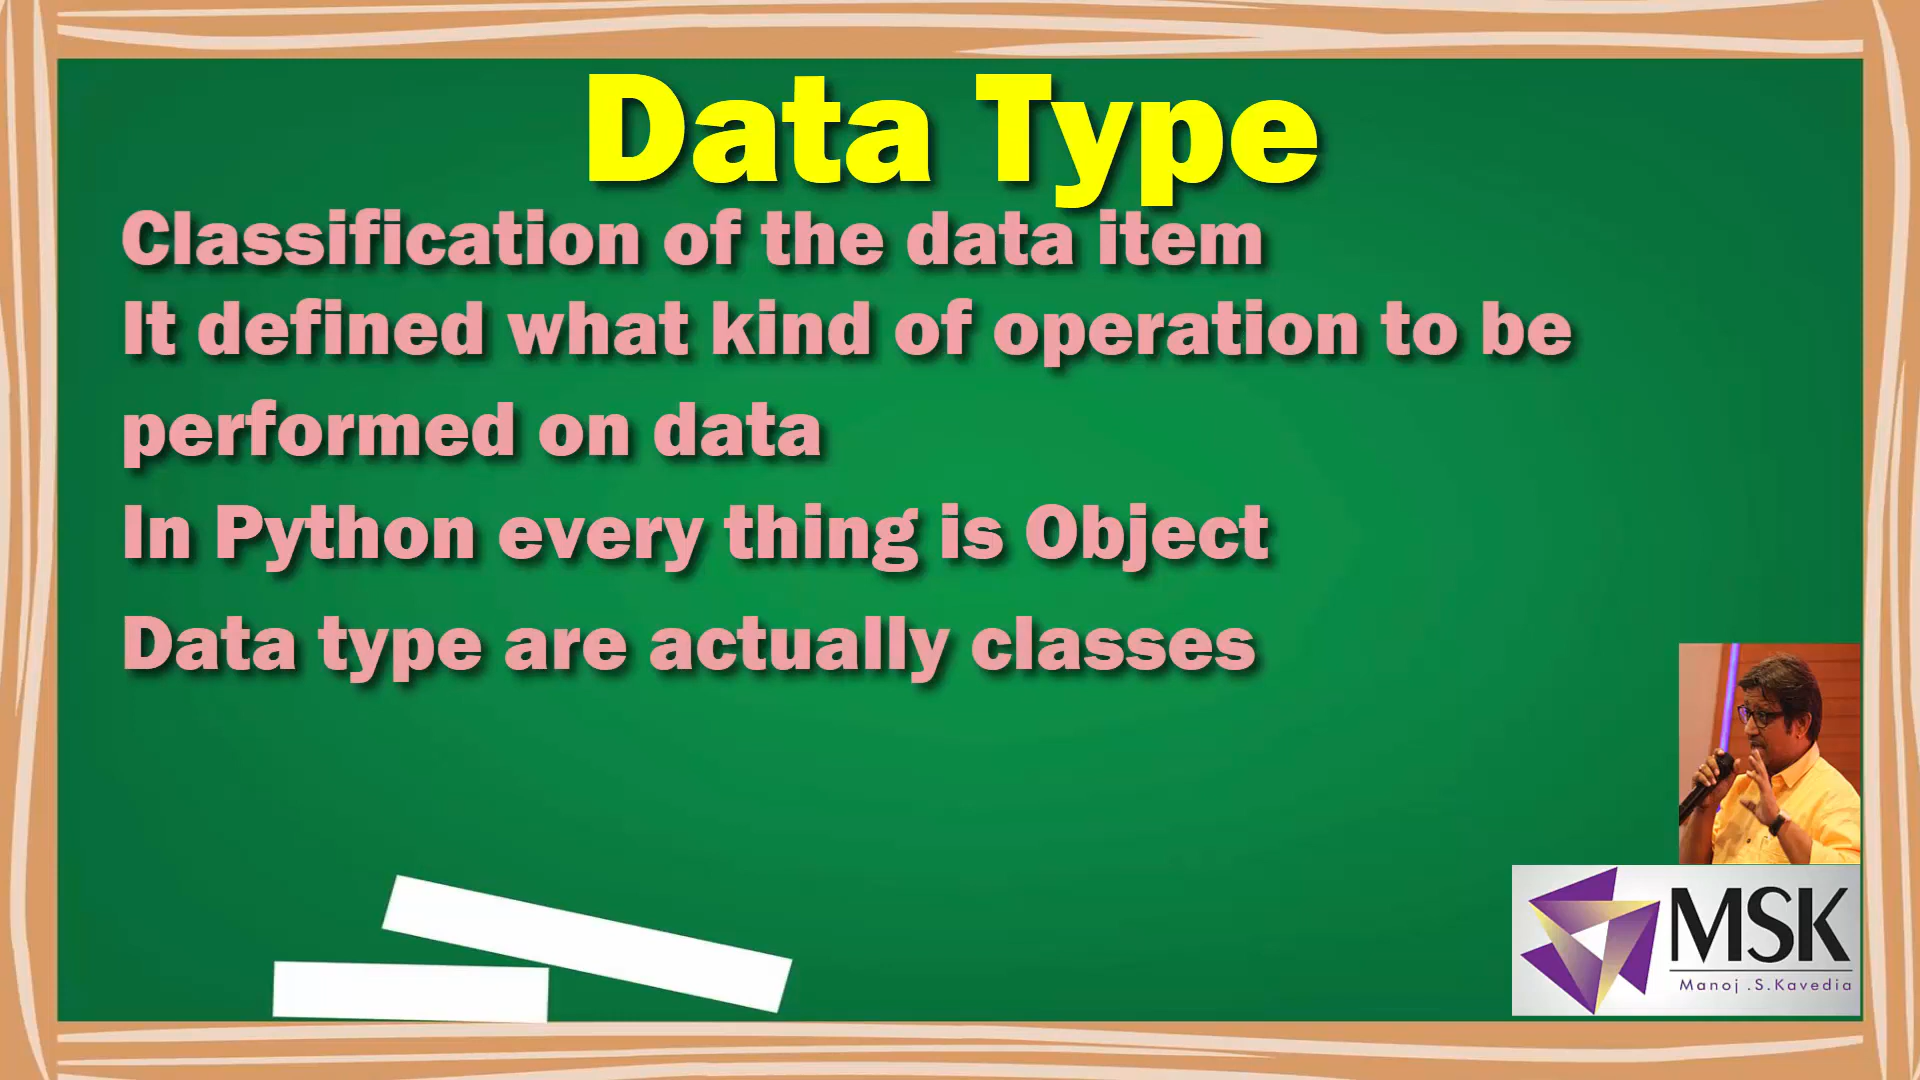 Data Type
Classification of the data item
It defined what kind of operation to be
performed on data
In Python every thing is Object
Data type are actually classes
MSK
Manoj .S.Kavedia